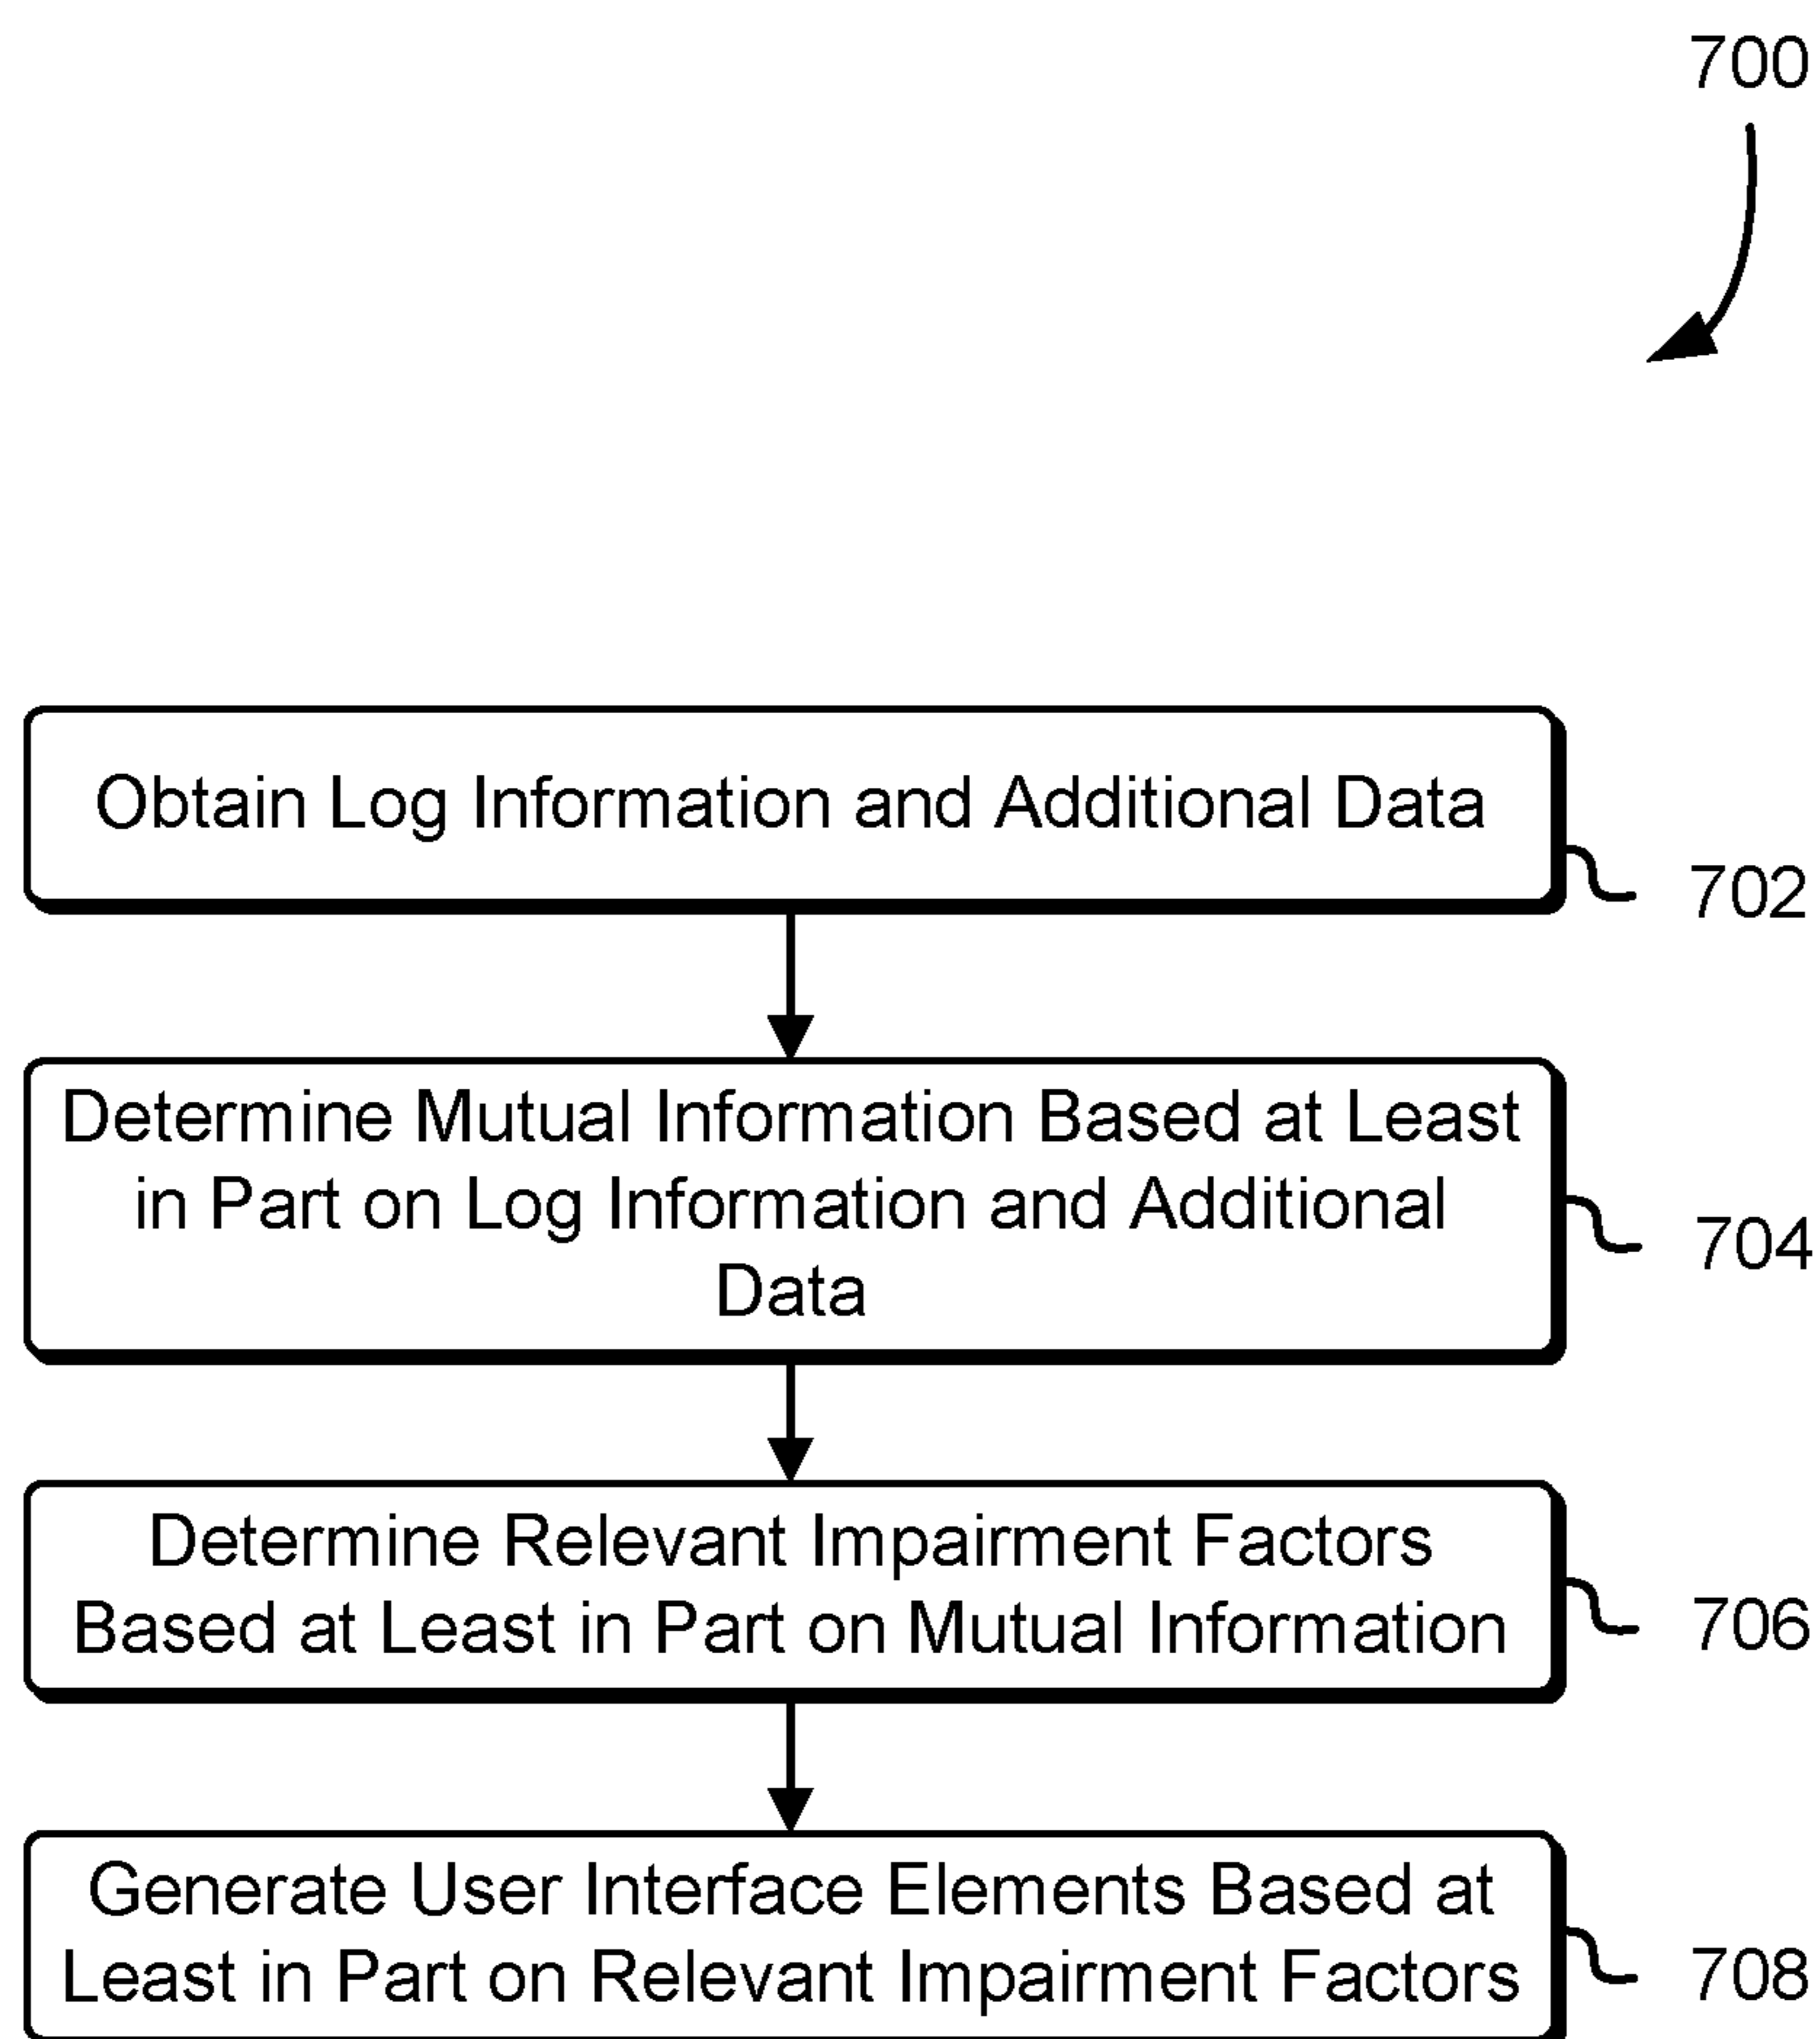 700
Obtain Log Information and Additional Data
702
Determine Mutual Information Based at Least
in Part on Log Information and Additional
Data
704
Determine Relevant Impairment Factors
Based at Least in Part on Mutual Information
706
Generate User Interface Elements Based at
Least in Part on Relevant Impairment Factors
708